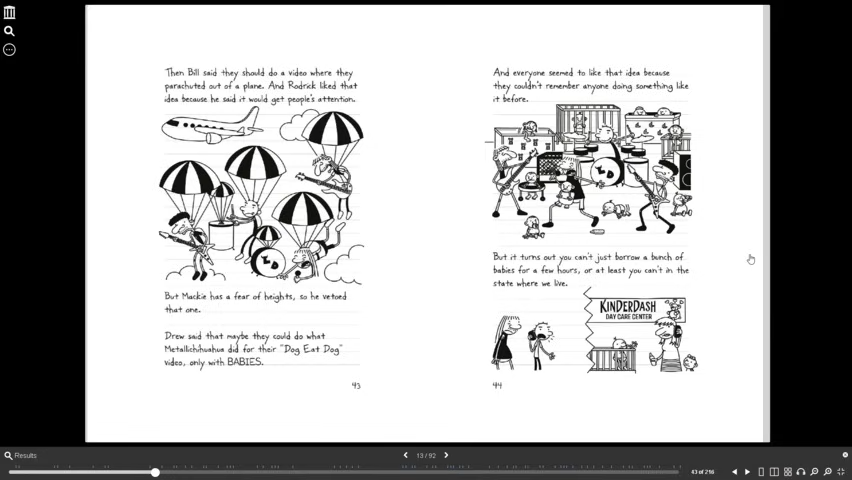 Then Bill said they should do a video where they
parachuted out of a plane. And Rodrick liked that
idea because he said it would get people's attention.
LD
But Mackie has a fear of heights, so he vetoed
that one.
Drew said that maybe they could do what
Metallichihuahua did for their "Dog Eat Dog"
video, only with BABIES.
43
And everyone seemed to like that idea because
they couldn't remember anyone doing something like
it before.
LD
But it turns out you can't just borrow a bunch of
babies for a few hours, or at least you can't in the
state where we live.
KINDERDASH
DAY CARE CENTER
44
Results
13 / 92
43 of 216